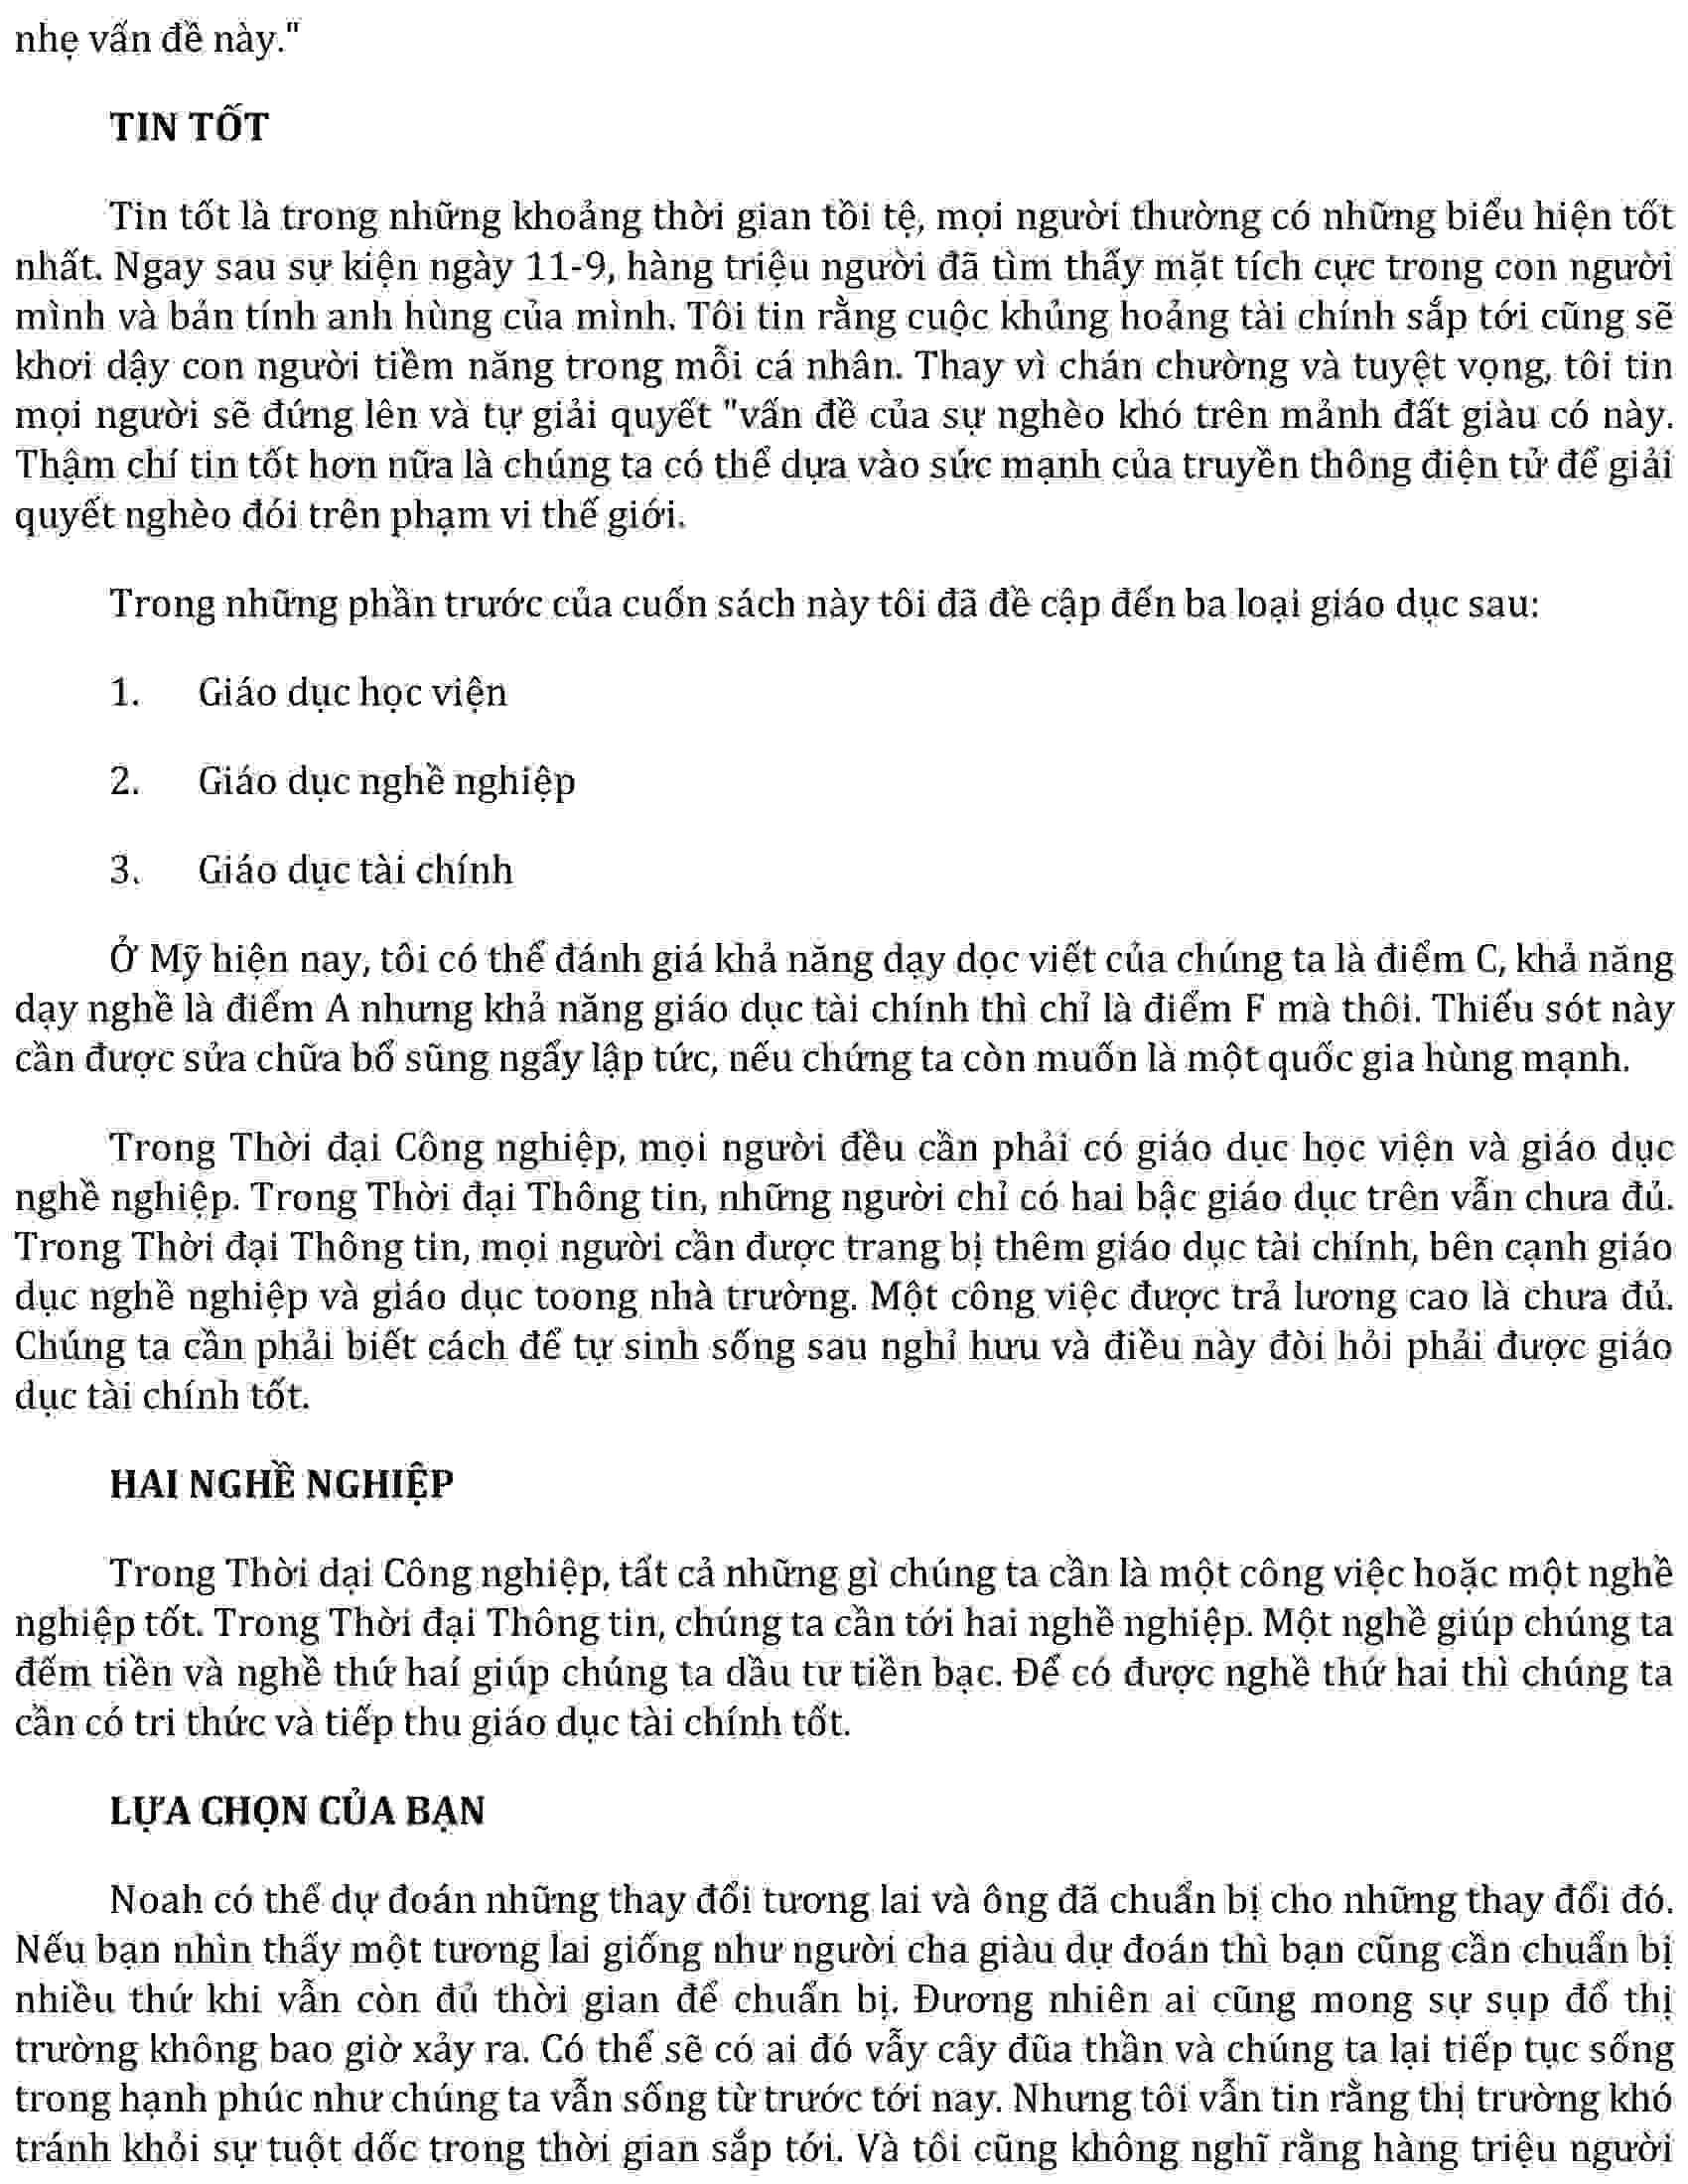 nhẹ vấn đề này."
TIN TỐT
Tin tốt là trong những khoảng thời gian tồi tệ, mọi người thường có những biểu hiện tốt
nhất. Ngay sau sự kiện ngày 11-9, hàng triệu người đã tìm thấy mặt tích cực trong con người
mình và bản tính anh hùng của mình. Tôi tin rằng cuộc khủng hoảng tài chính sắp tới cũng sẽ
khơi dậy con người tiềm năng trong mỗi cá nhân. Thay vì chán chường và tuyệt vọng, tôi tin
mọi người sẽ đứng lên và tự giải quyết "vấn đề của sự nghèo khó trên mảnh đất giàu có này.
Thậm chí tin tốt hơn nữa là chúng ta có thể dựa vào sức mạnh của truyền thông điện tử để giải
quyết nghèo đói trên phạm vi thế giới.
Trong những phần trước của cuốn sách này tôi đã đề cập đến ba loại giáo dục sau:
1. Giáo dục học viện
2. Giáo dục nghề nghiệp
3. Giáo dục tài chính
Ở Mỹ hiện nay, tôi có thể đánh giá khả năng dạy dọc viết của chúng ta là điểm C, khả năng
dạy nghề là điểm A nhưng khả năng giáo dục tài chính thì chỉ là điểm F mà thôi. Thiếu sót này
cần được sửa chữa bổ sũng ngẩy lập tức, nếu chứng ta còn muốn là một quốc gia hùng mạnh.
Trong Thời đại Công nghiệp, mọi người đều cần phải có giáo dục học viện và giáo dục
nghề nghiệp. Trong Thời đại Thông tin, những người chỉ có hai bậc giáo dục trên vẫn chưa đủ.
Trong Thời đại Thông tin, mọi người cần được trang bị thêm giáo dục tài chính, bên cạnh giáo
dục nghề nghiệp và giáo dục toong nhà trường. Một công việc được trả lương cao là chưa đủ.
Chúng ta cần phải biết cách để tự sinh sống sau nghỉ hưu và điều này đòi hỏi phải được giáo
dục tài chính tốt.
HAI NGHỀ NGHIỆP
Trong Thời dại Công nghiệp, tất cả những gì chúng ta cần là một công việc hoặc một nghề
nghiệp tốt. Trong Thời đại Thông tin, chúng ta cần tới hai nghề nghiệp. Một nghề giúp chúng ta
đếm tiền và nghề thứ haí giúp chúng ta dầu tư tiền bạc. Để có được nghề thứ hai thì chúng ta
cần có tri thức và tiếp thu giáo dục tài chính tốt.
LỰA CHỌN CỦA BẠN
Noah có thể dự đoán những thay đổi tương lai và ông đã chuẩn bị cho những thay đổi đó.
Nếu bạn nhìn thấy một tương lai giống như người cha giàu dự đoán thì bạn cũng cần chuẩn bị
nhiều thứ khi vẫn còn đủ thời gian để chuẩn bị. Đương nhiên ai cũng mong sự sụp đổ thị
trường không bao giờ xảy ra. Có thể sẽ có ai đó vẫy cây đũa thần và chúng ta lại tiếp tục sống
trong hạnh phúc như chúng ta vẫn sống từ trước tới nay. Nhưng tôi vẫn tin rằng thị trường khó
tránh khỏi sự tuột dốc trong thời gian sắp tới. Và tôi cũng không nghĩ rằng hàng triệu người